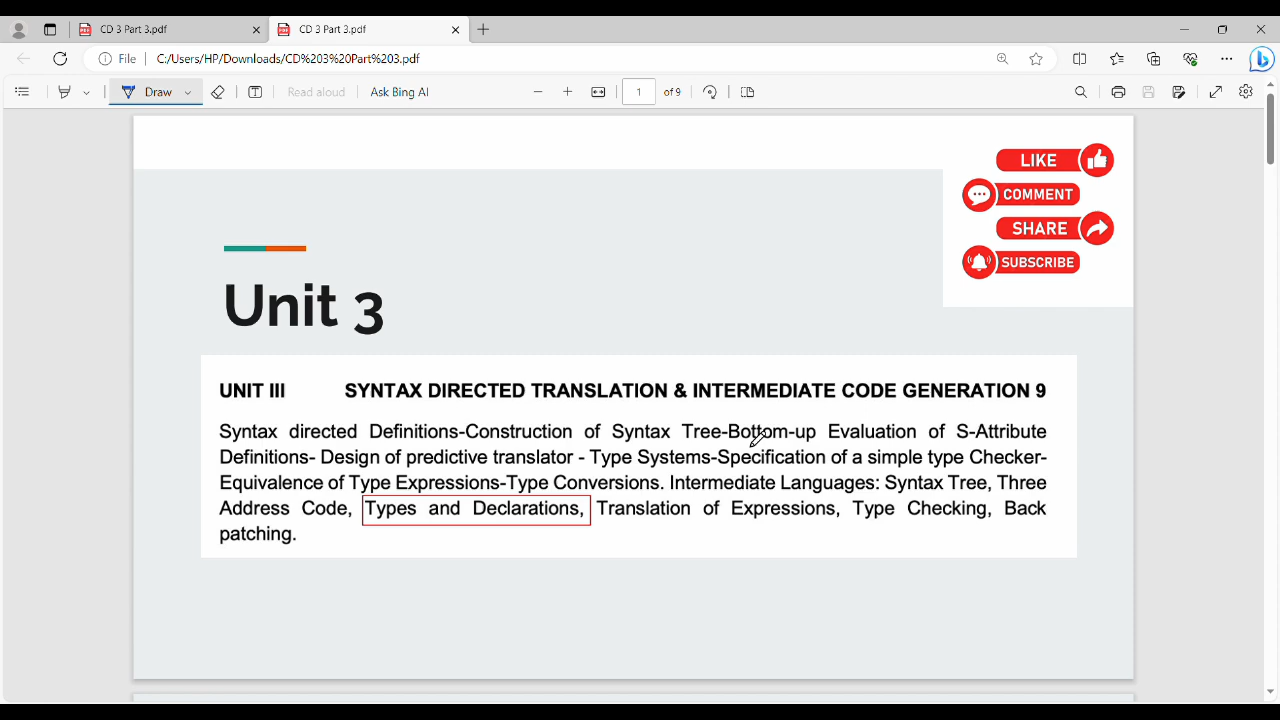 CD 3 Part 3.pdf
CD 3 Part 3.pdf
File
C:/Users/HP/Downloads/CD%203%20Part%203.pdf
Draw
Read aloud
Ask Bing AI
1
of 9
LIKE
COMMENT
SHARE
SUBSCRIBE
Unit 3
UNIT III SYNTAX DIRECTED TRANSLATION & INTERMEDIATE CODE GENERATION 9
Syntax directed Definitions-Construction of Syntax Tree-Bottom-up Evaluation of S-Attribute
Definitions- Design of predictive translator - Type Systems-Specification of a simple type Checker-
Equivalence of Type Expressions-Type Conversions. Intermediate Languages: Syntax Tree, Three
Address Code, Types and Declarations, Translation of Expressions, Type Checking, Back
patching.